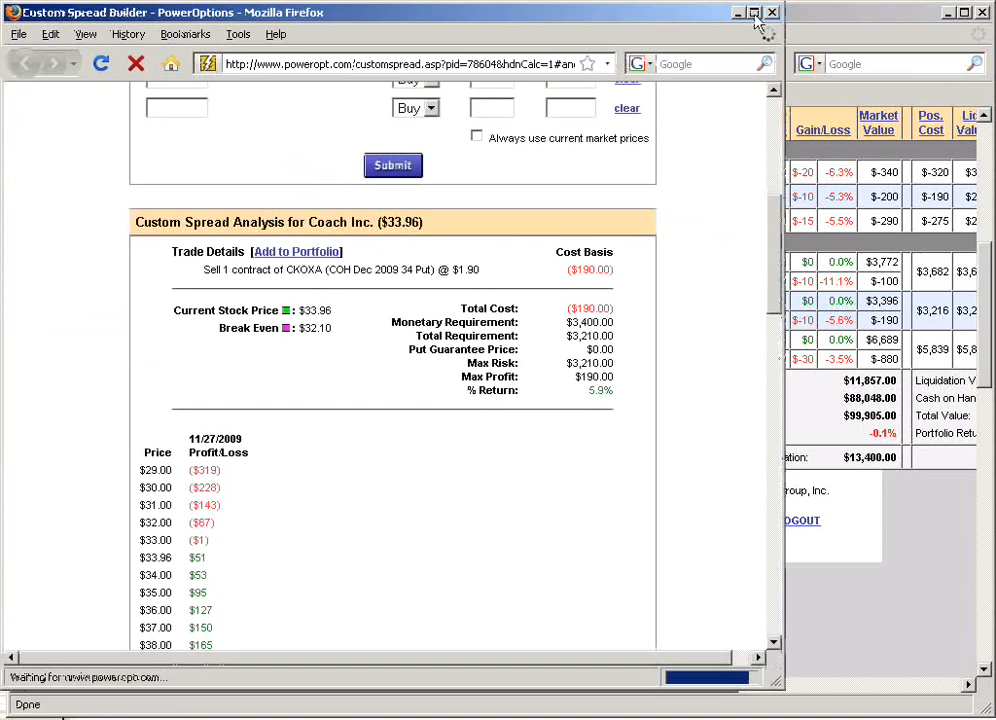 Custom Spread Builder - PowerOptions - Mozilla Firefox
File Edit View History Bookmarks Tools Help
http://www.poweropt.com/customspread.asp?pid=78604&hdnCalc=1#an
Google
Google
Buy
Buy clear
Always use current market prices
Submit
Custom Spread Analysis for Coach Inc. ($33.96)
Trade Details [Add to Portfolio] Cost Basis
Sell 1 contract of CKOXA (COH Dec 2009 34 Put) @ $1.90 ($190.00)
Current Stock Price : $33.96
Break Even : $32.10
Total Cost: ($190.00)
Monetary Requirement: $3,400.00
Total Requirement: $3,210.00
Put Guarantee Price: $0.00
Max Risk: $3,210.00
Max Profit: $190.00
% Return: 5.9%
11/27/2009
Price Profit/Loss
$29.00 ($319)
$30.00 ($228)
$31.00 ($143)
$32.00 ($67)
$33.00 ($1)
$33.96 $51
$34.00 $53
$35.00 $95
$36.00 $127
$37.00 $150
$38.00 $165
Waiting for www.poweropt.com...
Done
Gain/Loss Market Value Pos. Cost
$-20 -6.3% $-340 $-320
$-10 -5.3% $-200 $-190
$-15 -5.5% $-290 $-275
$0 0.0% $3,772 $3,682
$-10 -11.1% $-100
$0 0.0% $3,396 $3,216
$-10 -5.6% $-190
$0 0.0% $6,689 $5,839
$-30 -3.5% $-880
$11,857.00 Liquidation V
$88,048.00 Cash on Han
$99,905.00 Total Value:
-0.1% Portfolio Retu
ation: $13,400.00
roup, Inc.
OGOUT